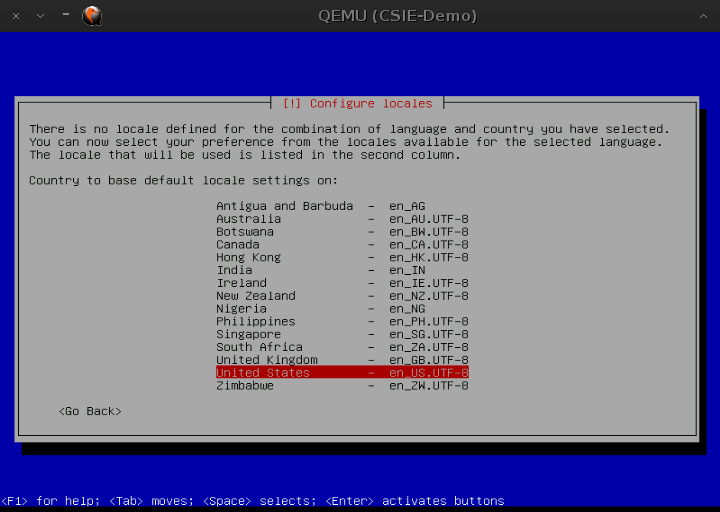 QEMU (CSIE-Demo)
[!] Configure locales
There is no locale defined for the combination of language and country you have selected.
You can now select your preference from the locales available for the selected language.
The locale that will be used is listed in the second column.
Country to base default locale settings on:
Antigua and Barbuda - en_AG
Australia - en_AU.UTF-8
Botswana - en_BW.UTF-8
Canada - en_CA.UTF-8
Hong Kong - en_HK.UTF-8
India - en_IN
Ireland - en_IE.UTF-8
New Zealand - en_NZ.UTF-8
Nigeria - en_NG
Philippines - en_PH.UTF-8
Singapore - en_SG.UTF-8
South Africa - en_ZA.UTF-8
United Kingdom - en_GB.UTF-8
United States - en_US.UTF-8
Zimbabwe - en_ZW.UTF-8
<Go Back>
<F1> for help; <Tab> moves; <Space> selects; <Enter> activates buttons